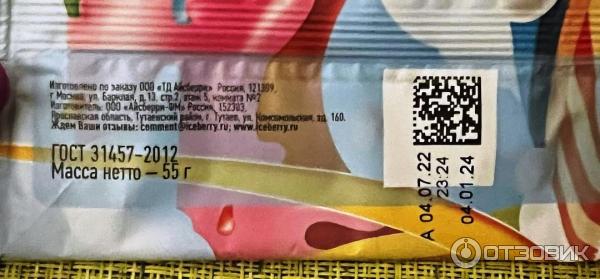 Изготовлено по заказу ООО «ТД Айсберри» Россия, 121309,
г Москва, ул. Барклая, д.13, стр.2, этаж 5, комната №2
Изготовитель: ООО «Айсберри-ФМ» Россия, 152303,
Ярославская область, Тутаевский район, г. Тутаев, ул. Комсомольская, зд. 160.
Ждем Ваши отзывы: comment@iceberry.ru; www.iceberry.ru
ГОСТ 31457-2012
Масса нетто – 55 г
А 04.07.22
23:24
04.01.24
ОТЗОВИК